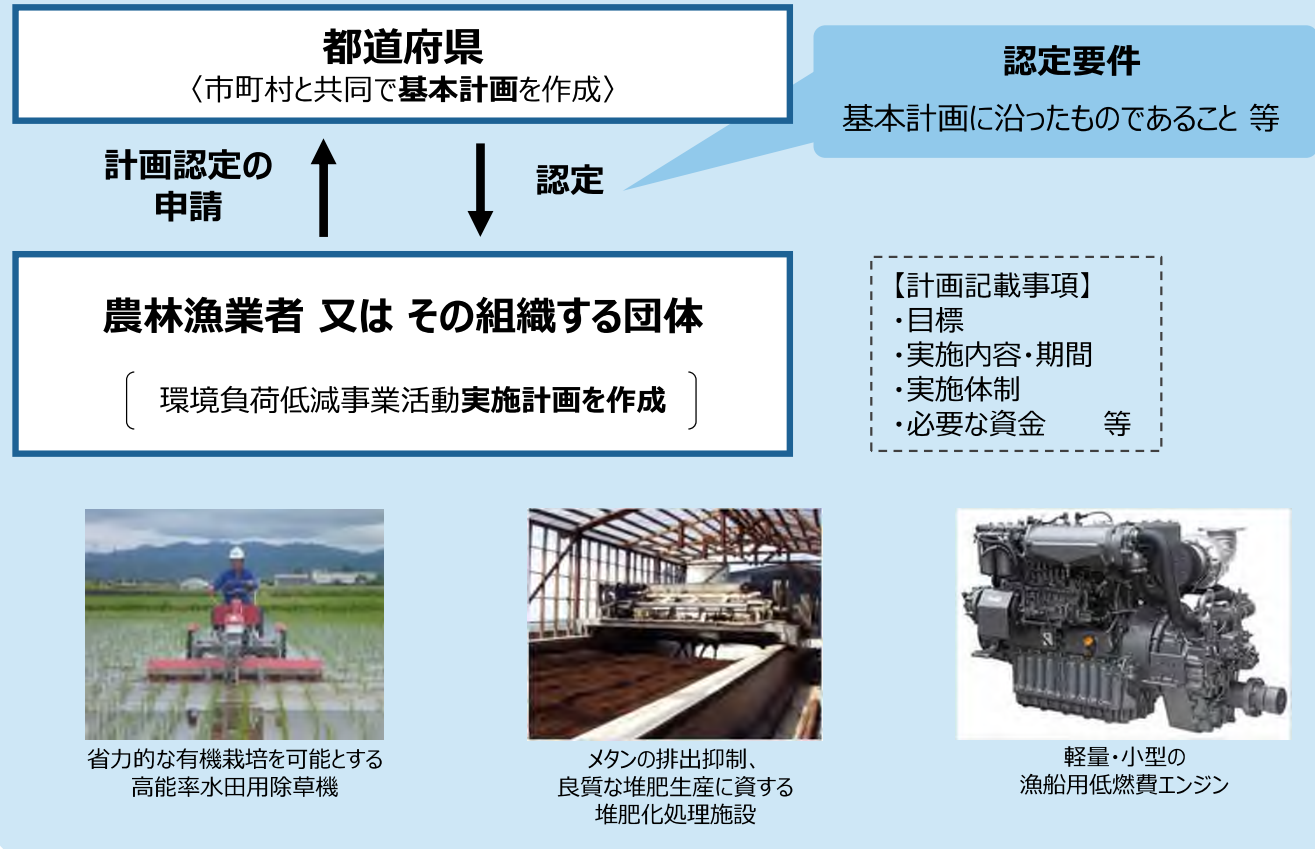 都道府県
〈市町村と共同で基本計画を作成〉
認定要件
基本計画に沿ったものであること 等
計画認定の
申請
認定
農林漁業者 又は その組織する団体
環境負荷低減事業活動実施計画を作成
【計画記載事項】
・目標
・実施内容・期間
・実施体制
・必要な資金 等
省力的な有機栽培を可能とする
高能率水田用除草機
メタンの排出抑制、
良質な堆肥生産に資する
堆肥化処理施設
軽量・小型の
漁船用低燃費エンジン